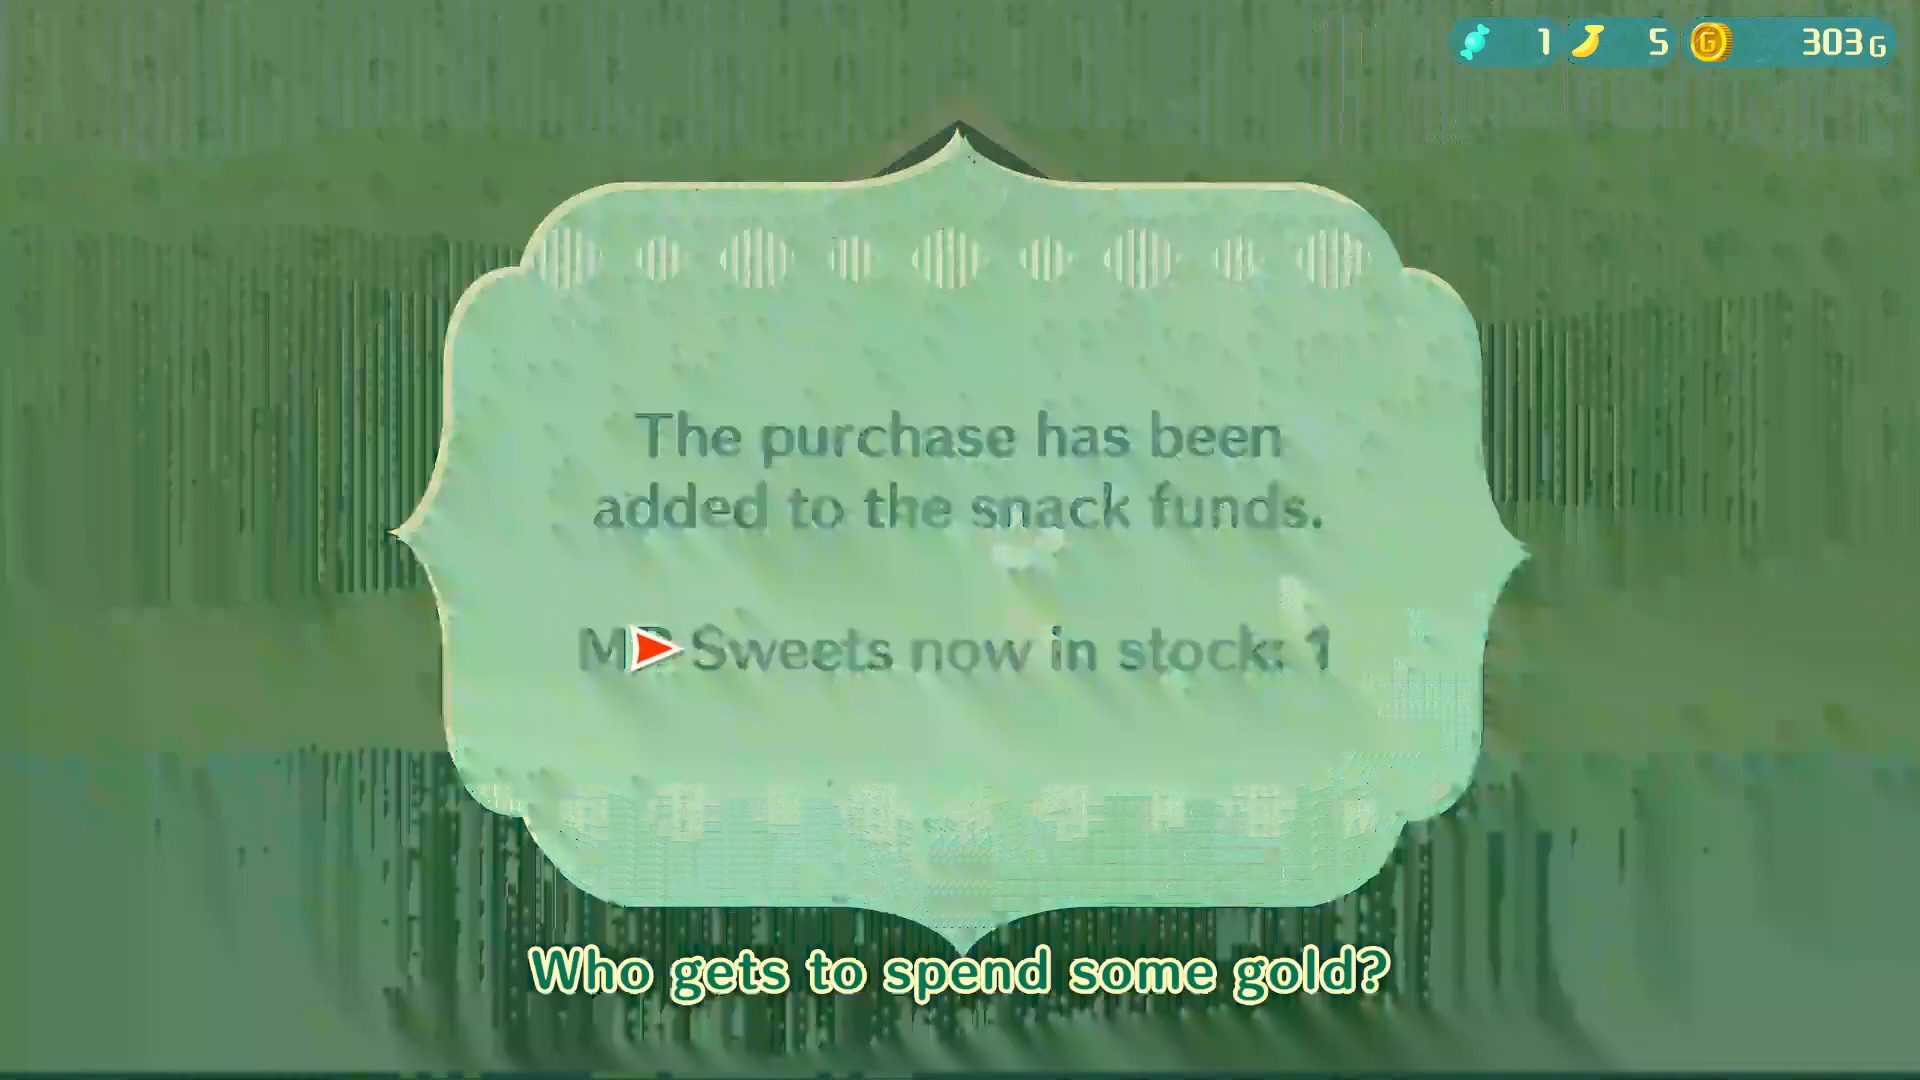 1 5 303G
The purchase has been
added to the snack funds.
MP Sweets now in stock: 1
Who gets to spend some gold?